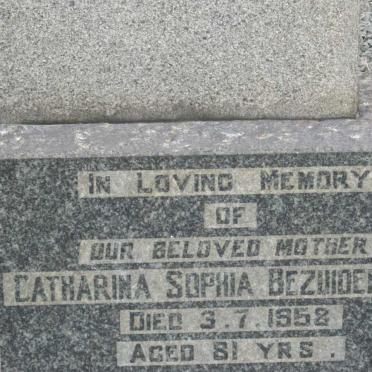 IN LOVING MEMORY
OF
OUR BELOVED MOTHER
CATHARINA SOPHIA BEZUIDE
DIED 3.7.1958
AGED 81 YRS.